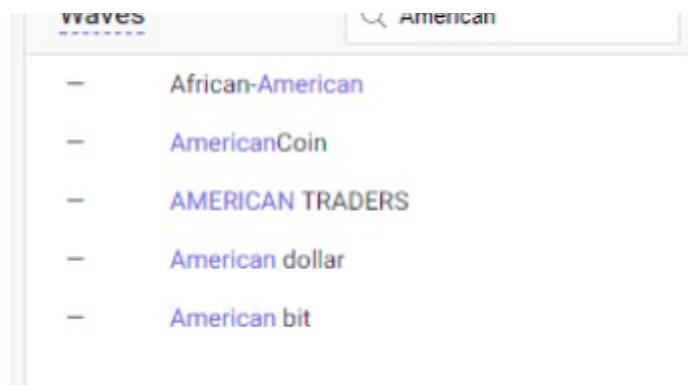 Waves
American
African-American
AmericanCoin
AMERICAN TRADERS
American dollar
American bit